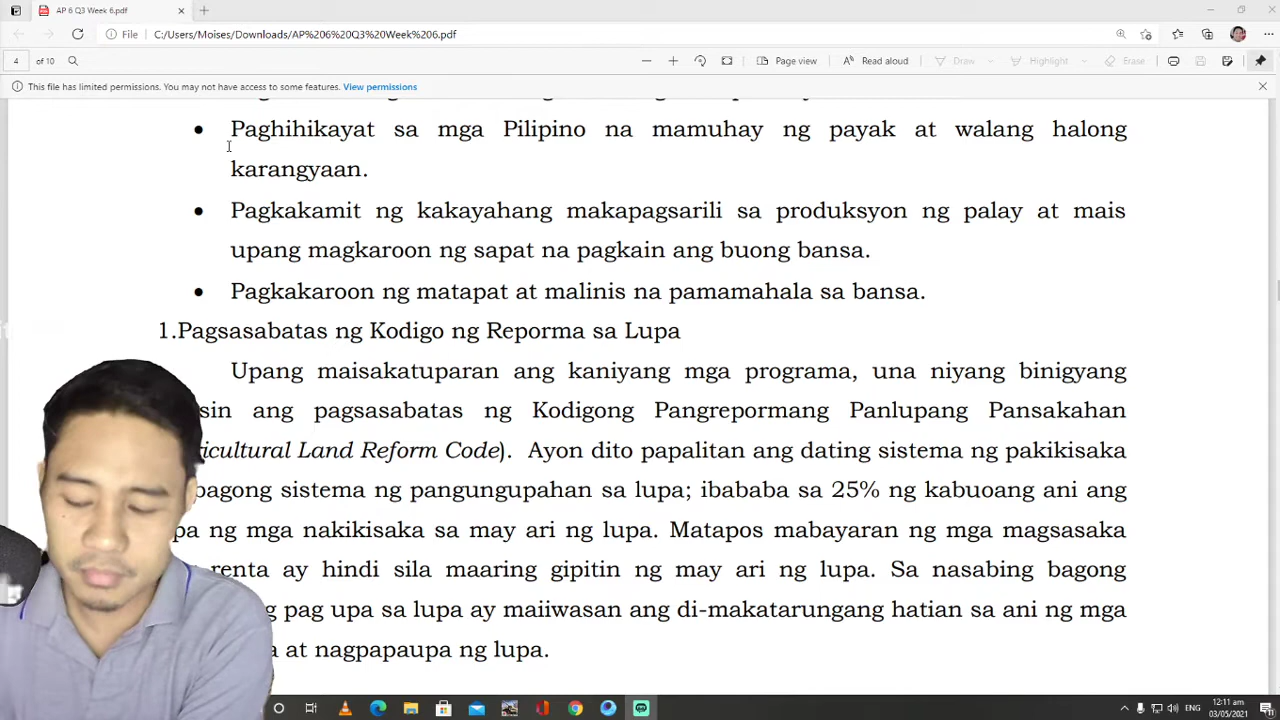 AP 6 Q3 Week 6.pdf
File C:/Users/Moises/Downloads/AP%206%20Q3%20Week%206.pdf
4 of 10 Page view Read aloud Draw Highlight Erase
This file has limited permissions. You may not have access to some features. View permissions
• Paghihikayat sa mga Pilipino na mamuhay ng payak at walang halong
karangyaan.
• Pagkakamit ng kakayahang makapagsarili sa produksyon ng palay at mais
upang magkaroon ng sapat na pagkain ang buong bansa.
• Pagkakaroon ng matapat at malinis na pamamahala sa bansa.
1.Pagsasabatas ng Kodigo ng Reporma sa Lupa
Upang maisakatuparan ang kaniyang mga programa, una niyang binigyang
sin ang pagsasabatas ng Kodigong Pangrepormang Panlupang Pansakahan
ricultural Land Reform Code). Ayon dito papalitan ang dating sistema ng pakikisaka
bagong sistema ng pangungupahan sa lupa; ibababa sa 25% ng kabuoang ani ang
pa ng mga nakikisaka sa may ari ng lupa. Matapos mabayaran ng mga magsasaka
renta ay hindi sila maaring gipitin ng may ari ng lupa. Sa nasabing bagong
g pag upa sa lupa ay maiiwasan ang di-makatarungang hatian sa ani ng mga
a at nagpapaupa ng lupa.
ENG 12:11 am
03/05/2021